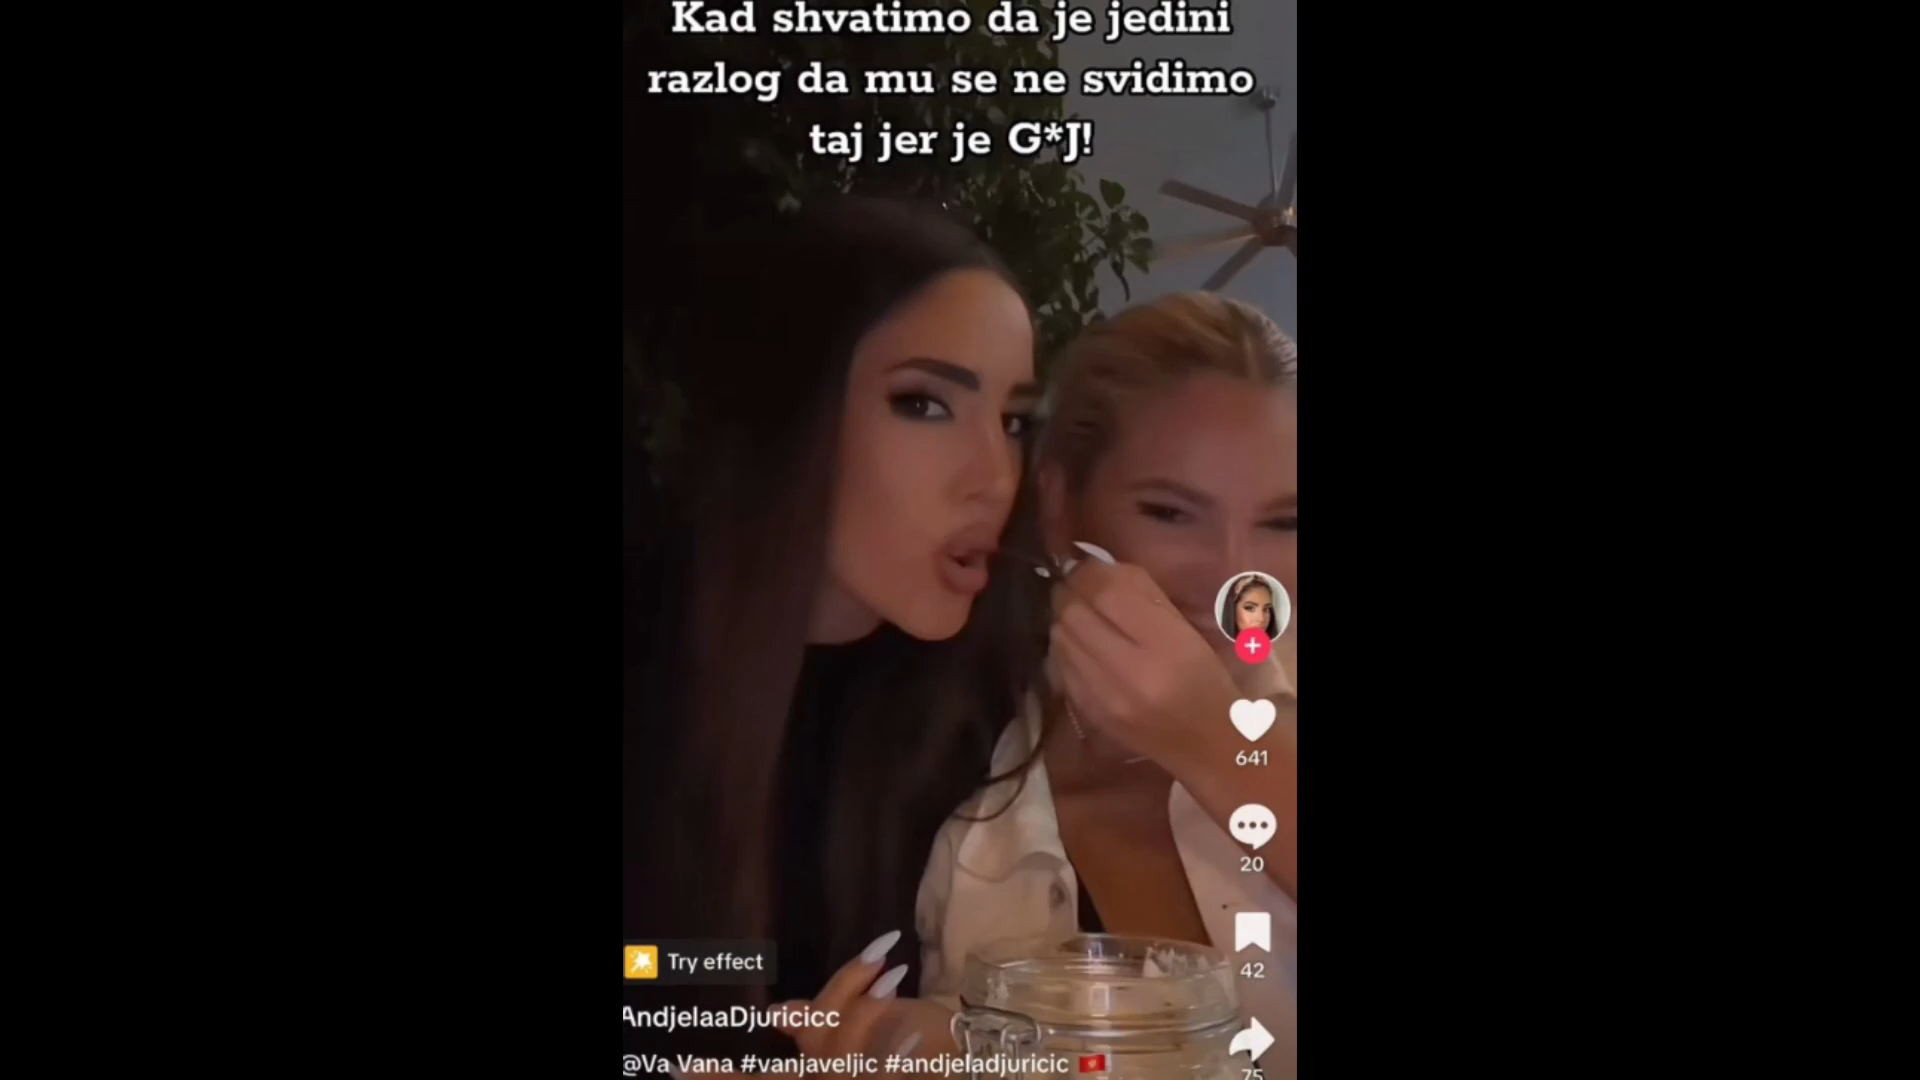 Kad shvatimo da je jedini
razlog da mu se ne svidimo
taj jer je G*J!
641
20
42
Try effect
AndjelaaDjuricicc
@Va Vana #vanjaveljic #andjeladjuricic
75